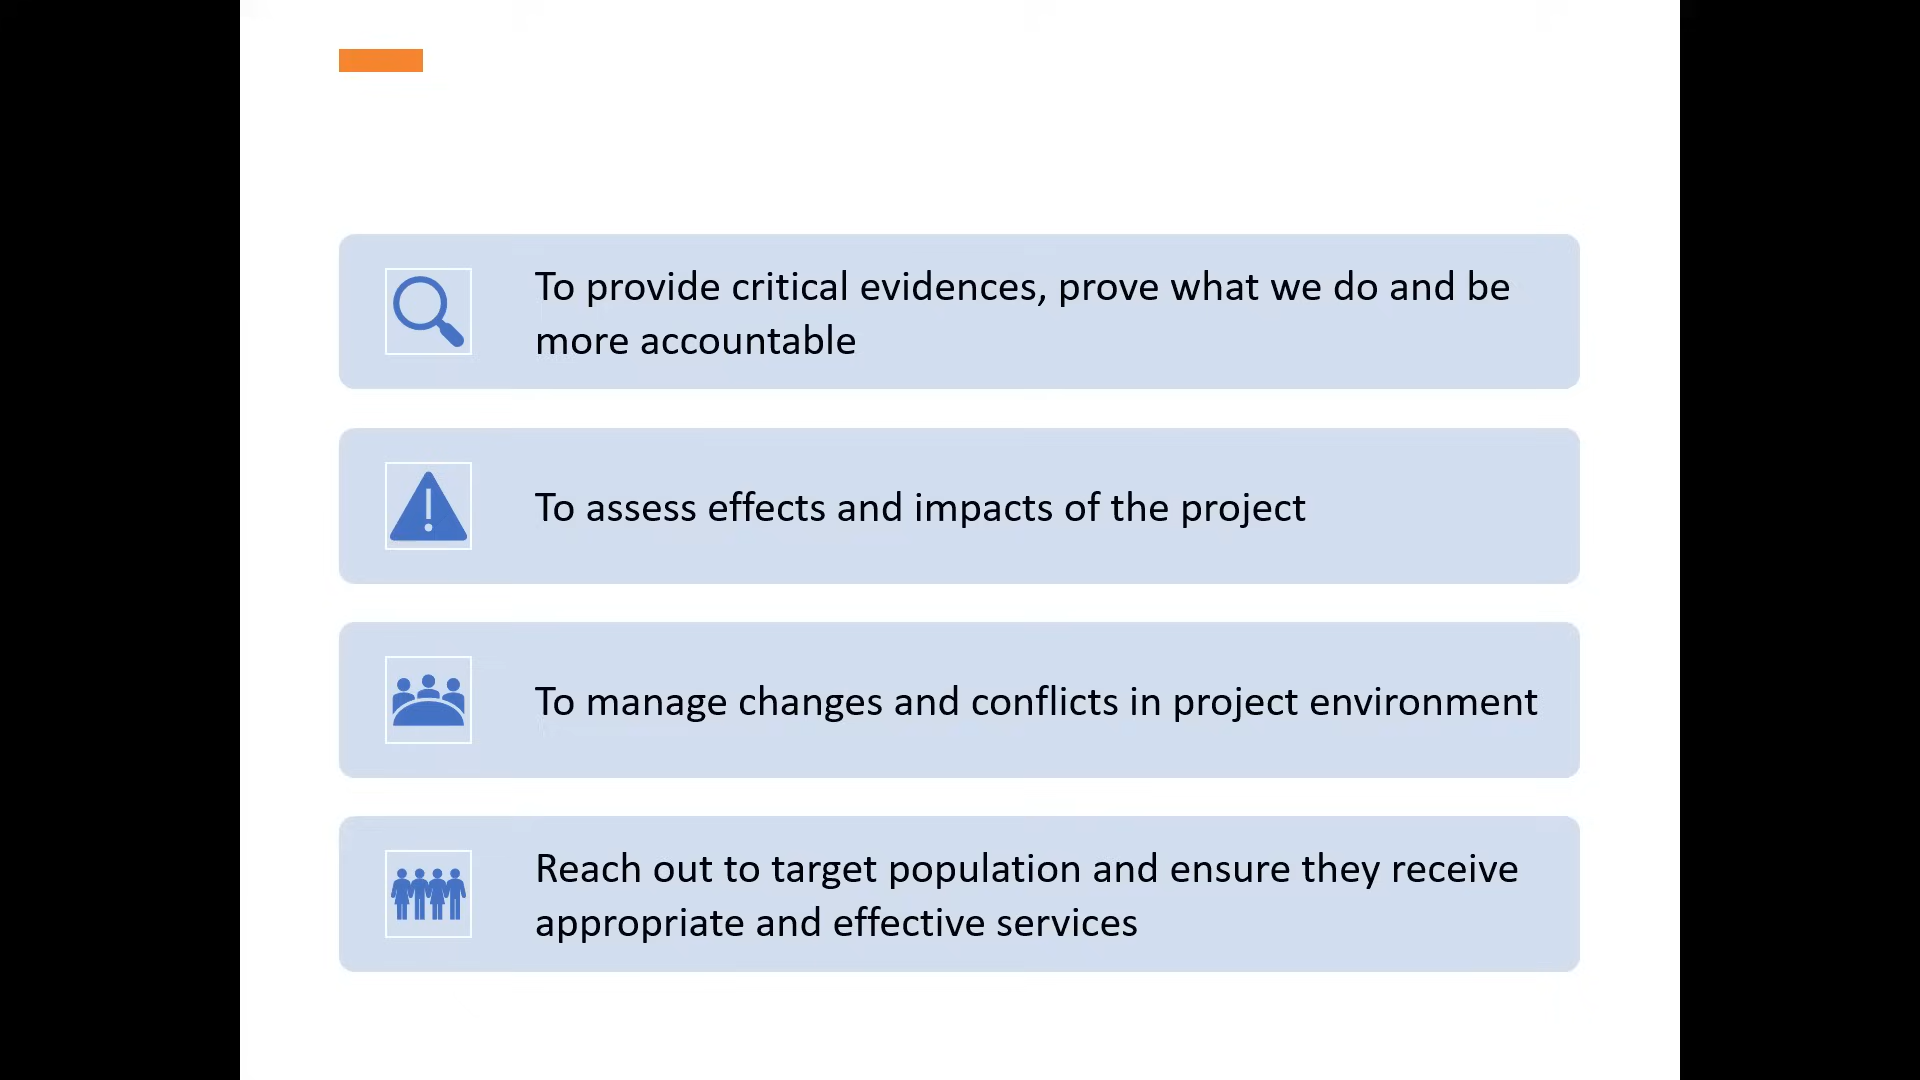 To provide critical evidences, prove what we do and be
more accountable
To assess effects and impacts of the project
To manage changes and conflicts in project environment
Reach out to target population and ensure they receive
appropriate and effective services